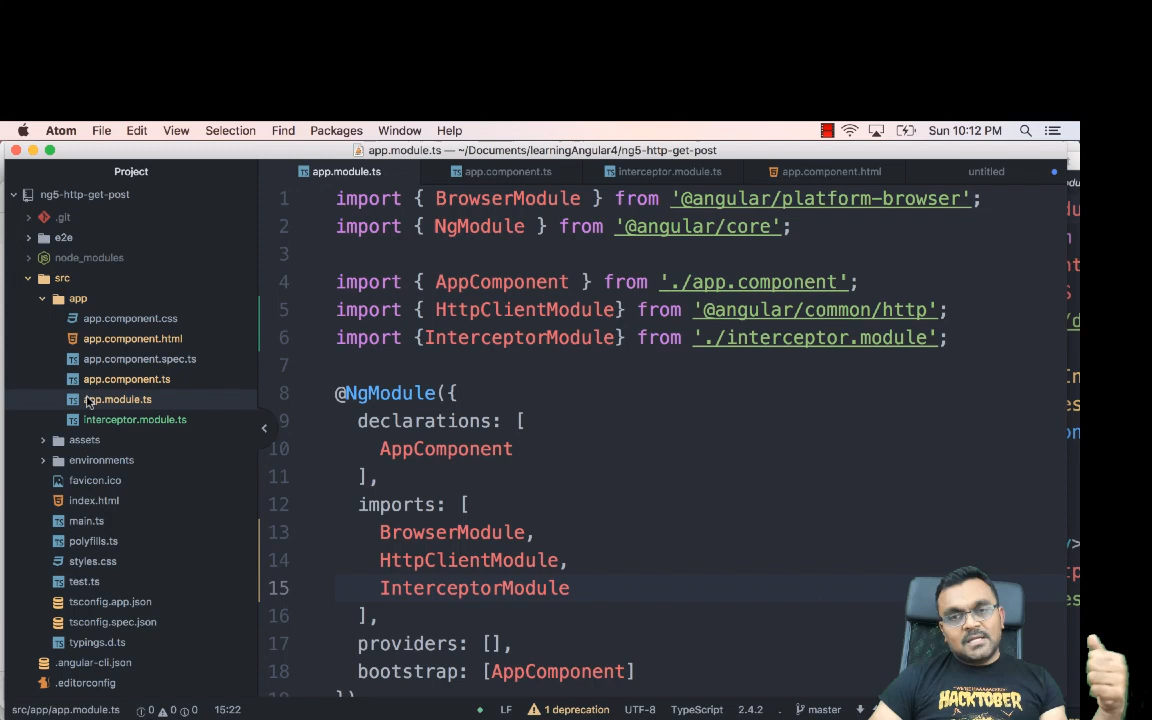 Atom File Edit View Selection Find Packages Window Help Sun 10:12 PM
app.module.ts — ~/Documents/learningAngular4/ng5-http-get-post
Project
app.module.ts
app.component.ts
interceptor.module.ts
app.component.html
untitled
ng5-http-get-post
.git
e2e
node_modules
src
app
app.component.css
app.component.html
app.component.spec.ts
app.component.ts
app.module.ts
interceptor.module.ts
assets
environments
favicon.ico
index.html
main.ts
polyfills.ts
styles.css
test.ts
tsconfig.app.json
tsconfig.spec.json
typings.d.ts
.angular-cli.json
.editorconfig
1 import { BrowserModule } from '@angular/platform-browser';
2 import { NgModule } from '@angular/core';
3
4 import { AppComponent } from './app.component';
5 import { HttpClientModule} from '@angular/common/http';
6 import {InterceptorModule} from './interceptor.module';
7
8 @NgModule({
9 declarations: [
10 AppComponent
11 ],
12 imports: [
13 BrowserModule,
14 HttpClientModule,
15 InterceptorModule
16 ],
17 providers: [],
18 bootstrap: [AppComponent]
})
src/app/app.module.ts 0 0 0 15:22 LF 1 deprecation UTF-8 TypeScript 2.4.2 master
HACKTOBER